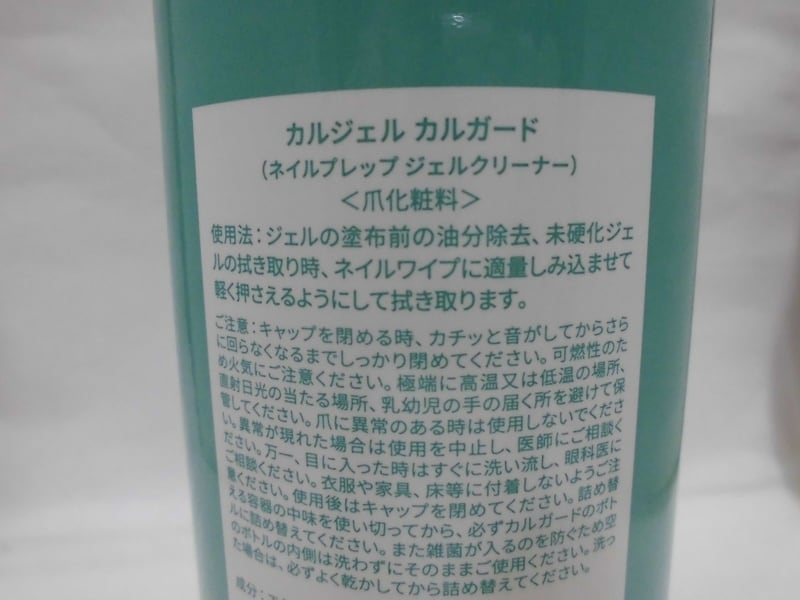 カルジェル カルガード
(ネイルプレップ ジェルクリーナー)
＜爪化粧料＞
使用法：ジェルの塗布前の油分除去、未硬化ジェ
ルの拭き取り時、ネイルワイプに適量しみ込ませて
軽く押さえるようにして拭き取ります。
ご注意：キャップを閉める時、カチッと音がしてからさら
に回らなくなるまでしっかり閉めてください。可燃性のた
め火気にご注意ください。極端に高温又は低温の場所、
直射日光の当たる場所、乳幼児の手の届く所を避けて保
管してください。爪に異常のある時は使用しないでくださ
い。異常が現れた場合は使用を中止し、医師にご相談く
ださい。万一、目に入った時はすぐに洗い流し、眼科医に
ご相談ください。衣服や家具、床等に付着しないようご注
意ください。使用後はキャップを閉めてください。詰め替
える容器の中味を使い切ってから、必ずカルガードのボト
ルに詰め替えてください。また雑菌が入るのを防ぐため空
のボトルの内側は洗わずにそのままご使用ください。洗っ
た場合は、必ずよく乾かしてから詰め替えてください。
成分：